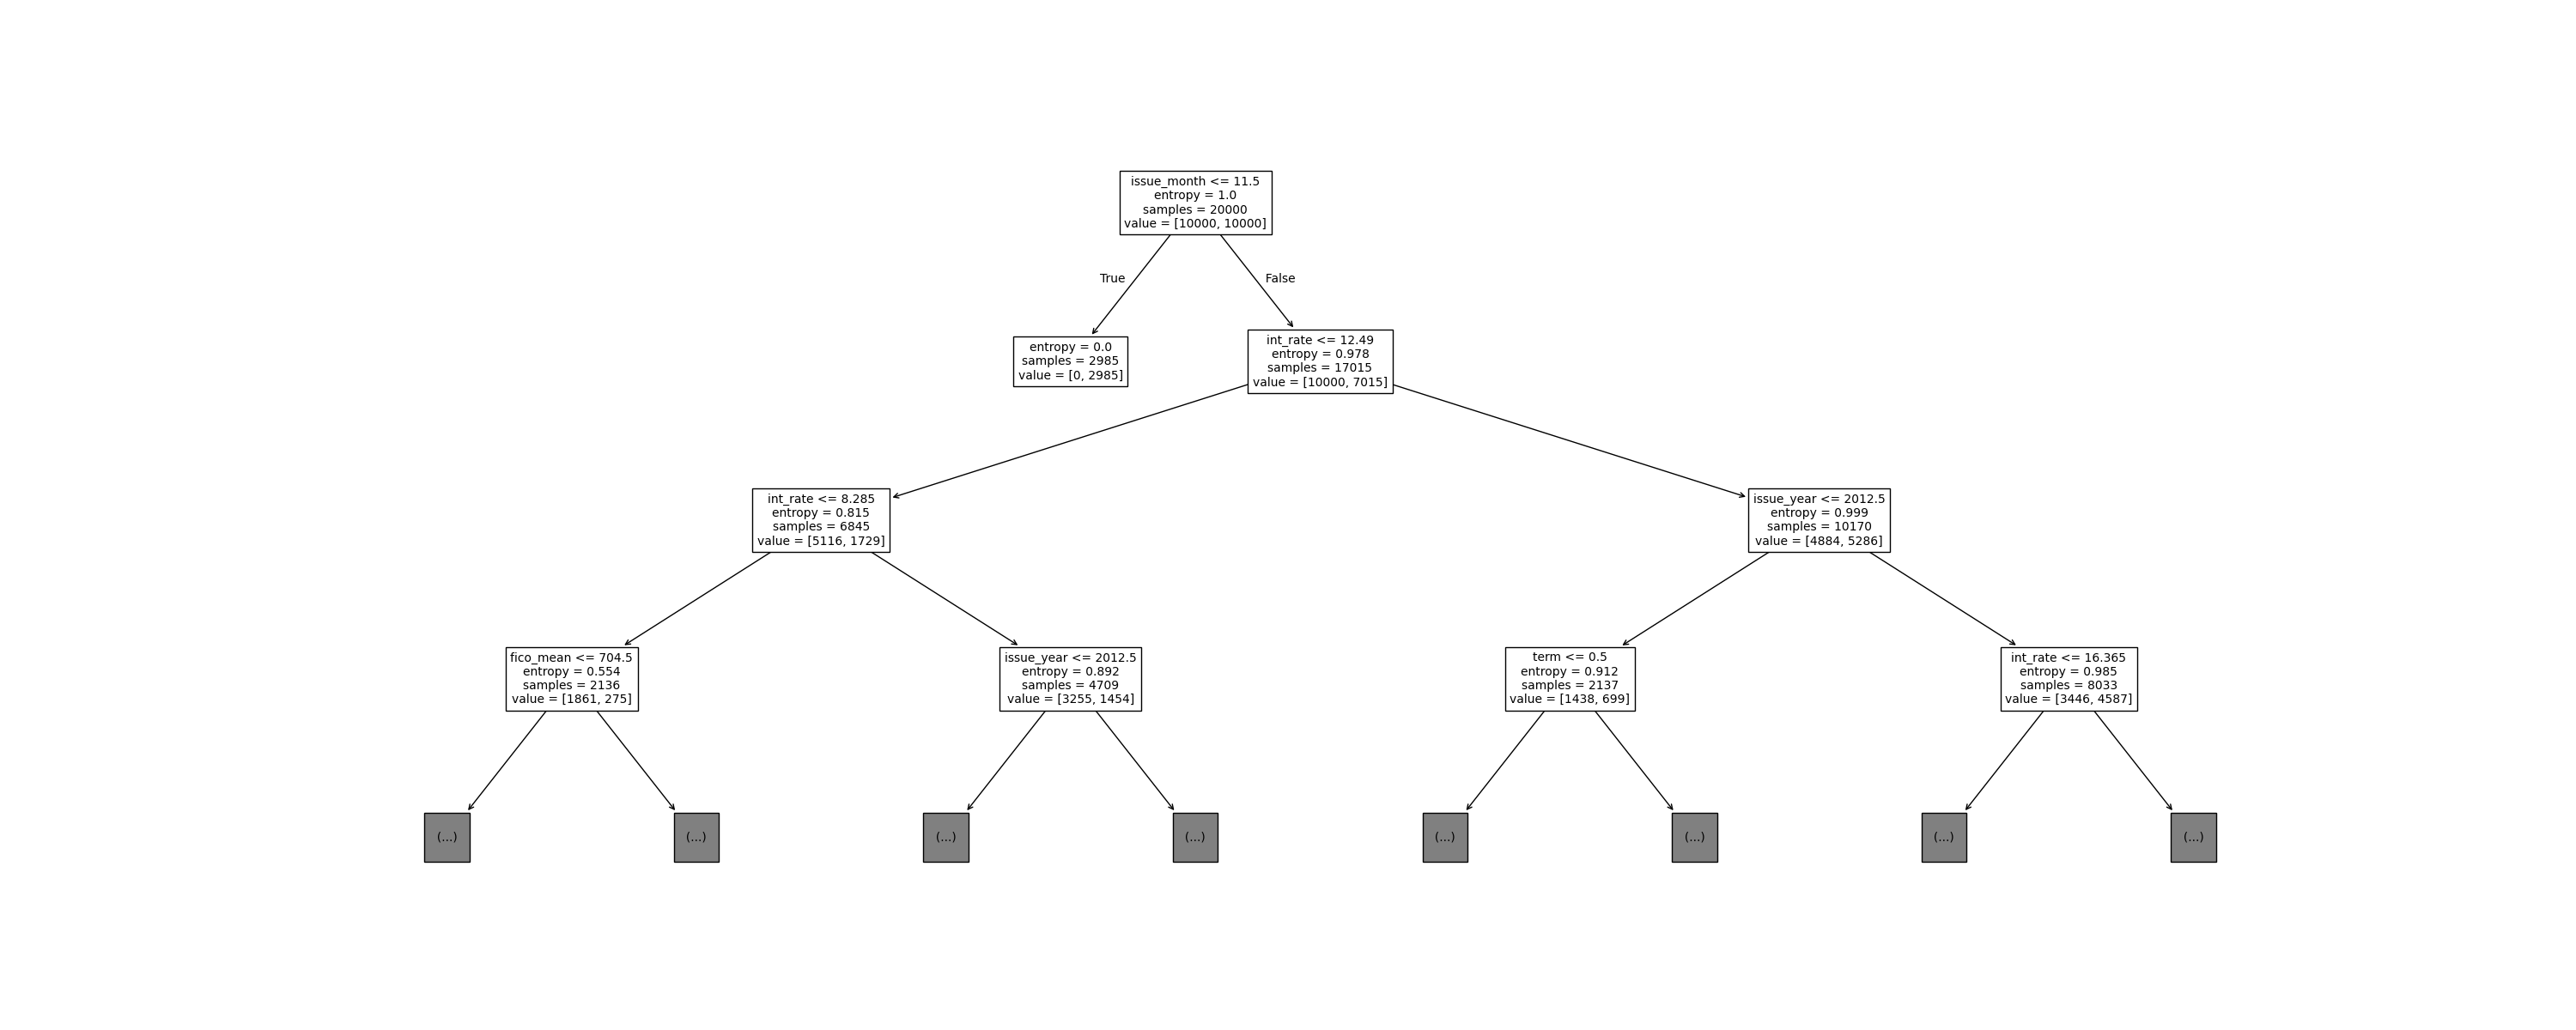 issue_month <= 11.5
entropy = 1.0
samples = 20000
value = [10000, 10000]
True
False
entropy = 0.0
samples = 2985
value = [0, 2985]
int_rate <= 12.49
entropy = 0.978
samples = 17015
value = [10000, 7015]
int_rate <= 8.285
entropy = 0.815
samples = 6845
value = [5116, 1729]
issue_year <= 2012.5
entropy = 0.999
samples = 10170
value = [4884, 5286]
fico_mean <= 704.5
entropy = 0.554
samples = 2136
value = [1861, 275]
issue_year <= 2012.5
entropy = 0.892
samples = 4709
value = [3255, 1454]
term <= 0.5
entropy = 0.912
samples = 2137
value = [1438, 699]
int_rate <= 16.365
entropy = 0.985
samples = 8033
value = [3446, 4587]
(...)
(...)
(...)
(...)
(...)
(...)
(...)
(...)